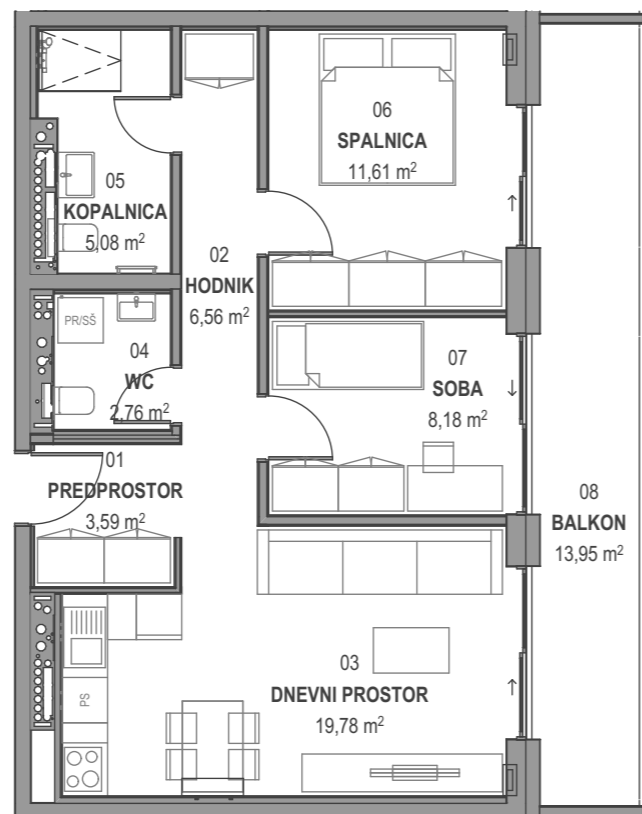 06
SPALNICA
11,61 m²
05
KOPALNICA
5,08 m²
02
HODNIK
6,56 m²
PR/SŠ
04
WC
2,76 m²
07
SOBA
8,18 m²
01
PREDPROSTOR
3,59 m²
08
BALKON
13,95 m²
03
DNEVNI PROSTOR
19,78 m²
PS